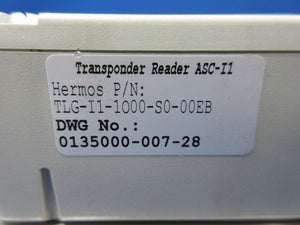 Transponder Reader ASC-I1
Hermos P/N:
TLG-I1-1000-S0-00EB
DWG No.:
0135000-007-28